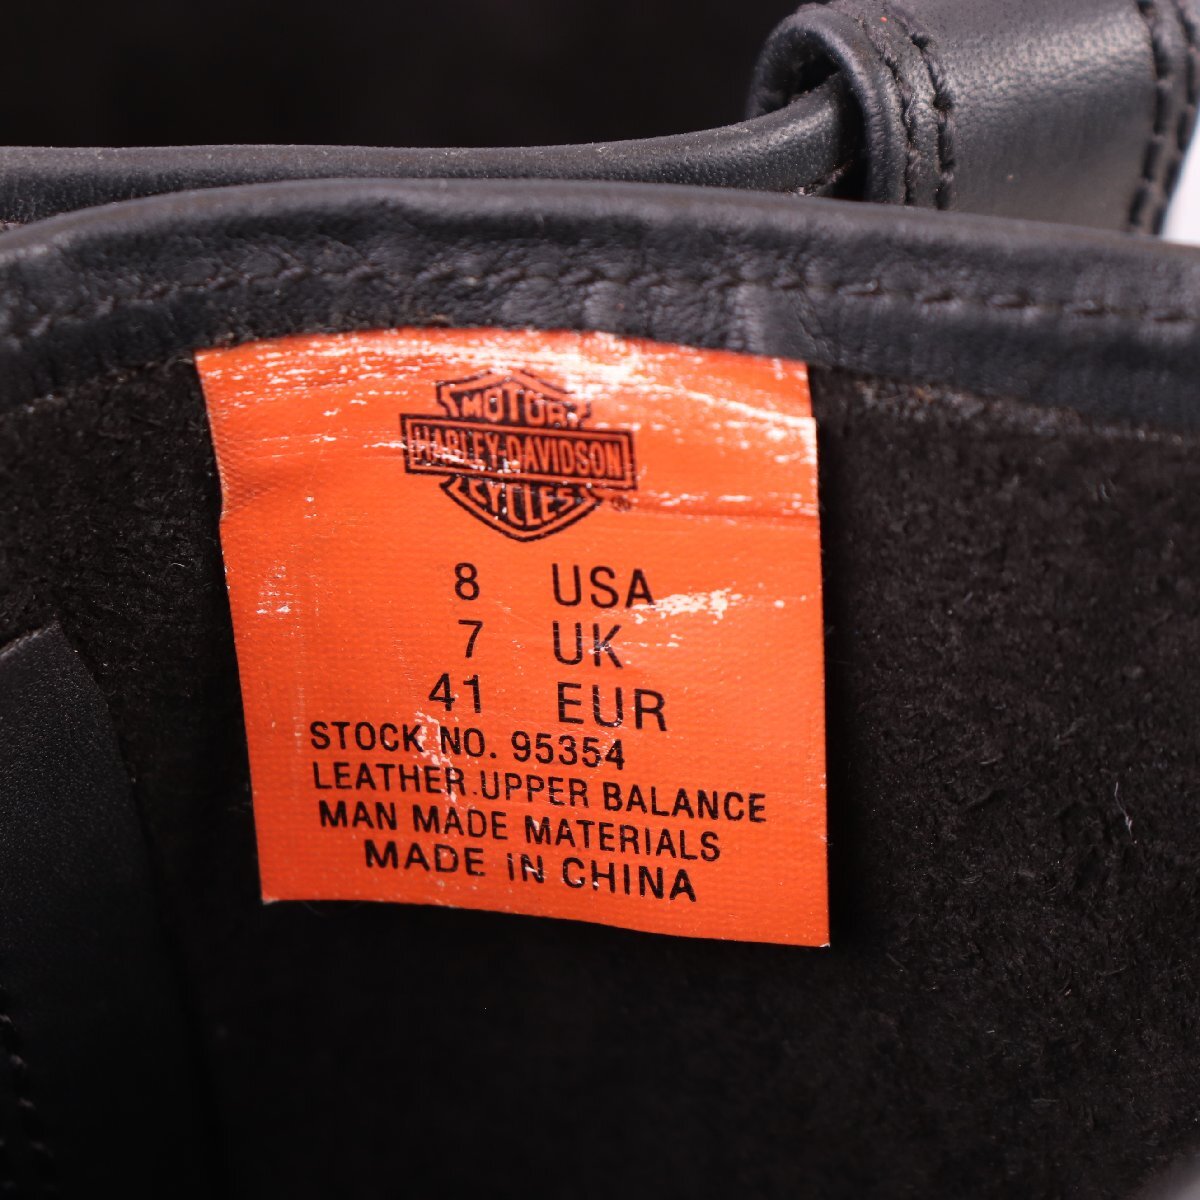 MOTOR
HARLEY-DAVIDSON
CYCLES ®
8 USA
7 UK
41 EUR
STOCK NO. 95354
LEATHER.UPPER BALANCE
MAN MADE MATERIALS
MADE IN CHINA